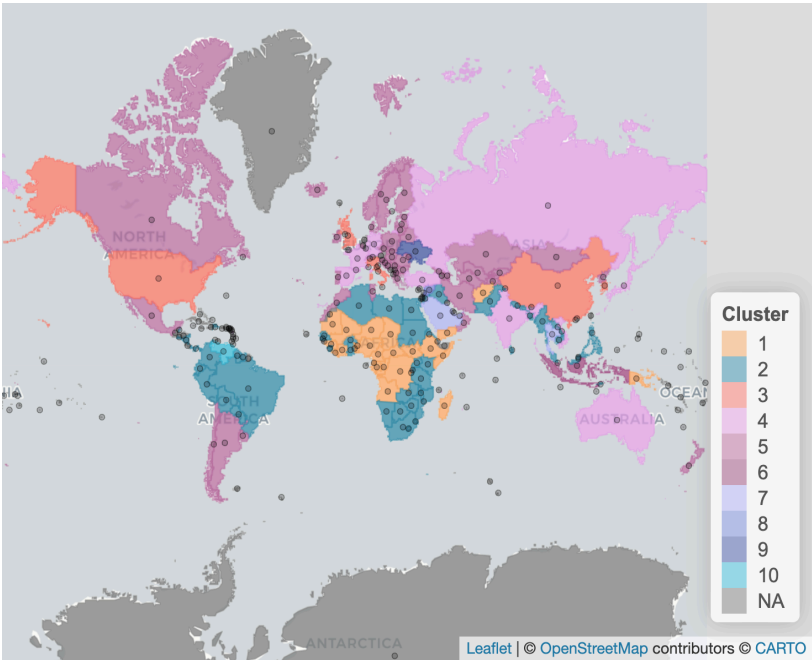 NORTH
AMERICA
ASIA
AFRICA
SOUTH
AMERICA
AUSTRALIA
OCEAN
IA
ANTARCTICA
Cluster
1
2
3
4
5
6
7
8
9
10
NA
Leaflet | © OpenStreetMap contributors © CARTO